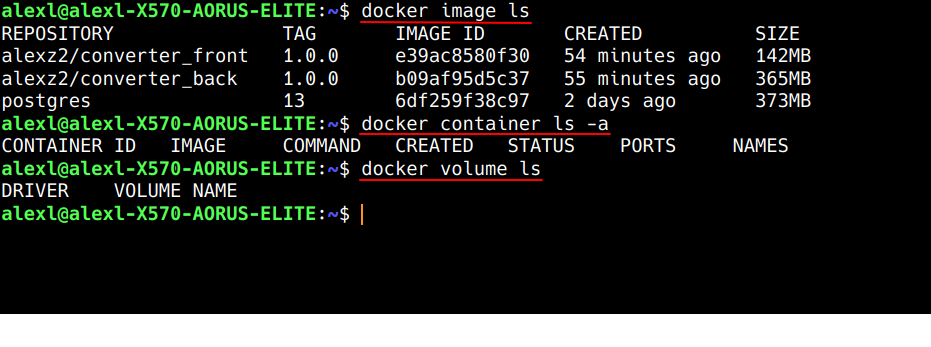 alexl@alexl-X570-AORUS-ELITE:~$ docker image ls
REPOSITORY TAG IMAGE ID CREATED SIZE
alexz2/converter_front 1.0.0 e39ac8580f30 54 minutes ago 142MB
alexz2/converter_back 1.0.0 b09af95d5c37 55 minutes ago 365MB
postgres 13 6df259f38c97 2 days ago 373MB
alexl@alexl-X570-AORUS-ELITE:~$ docker container ls -a
CONTAINER ID IMAGE COMMAND CREATED STATUS PORTS NAMES
alexl@alexl-X570-AORUS-ELITE:~$ docker volume ls
DRIVER VOLUME NAME
alexl@alexl-X570-AORUS-ELITE:~$